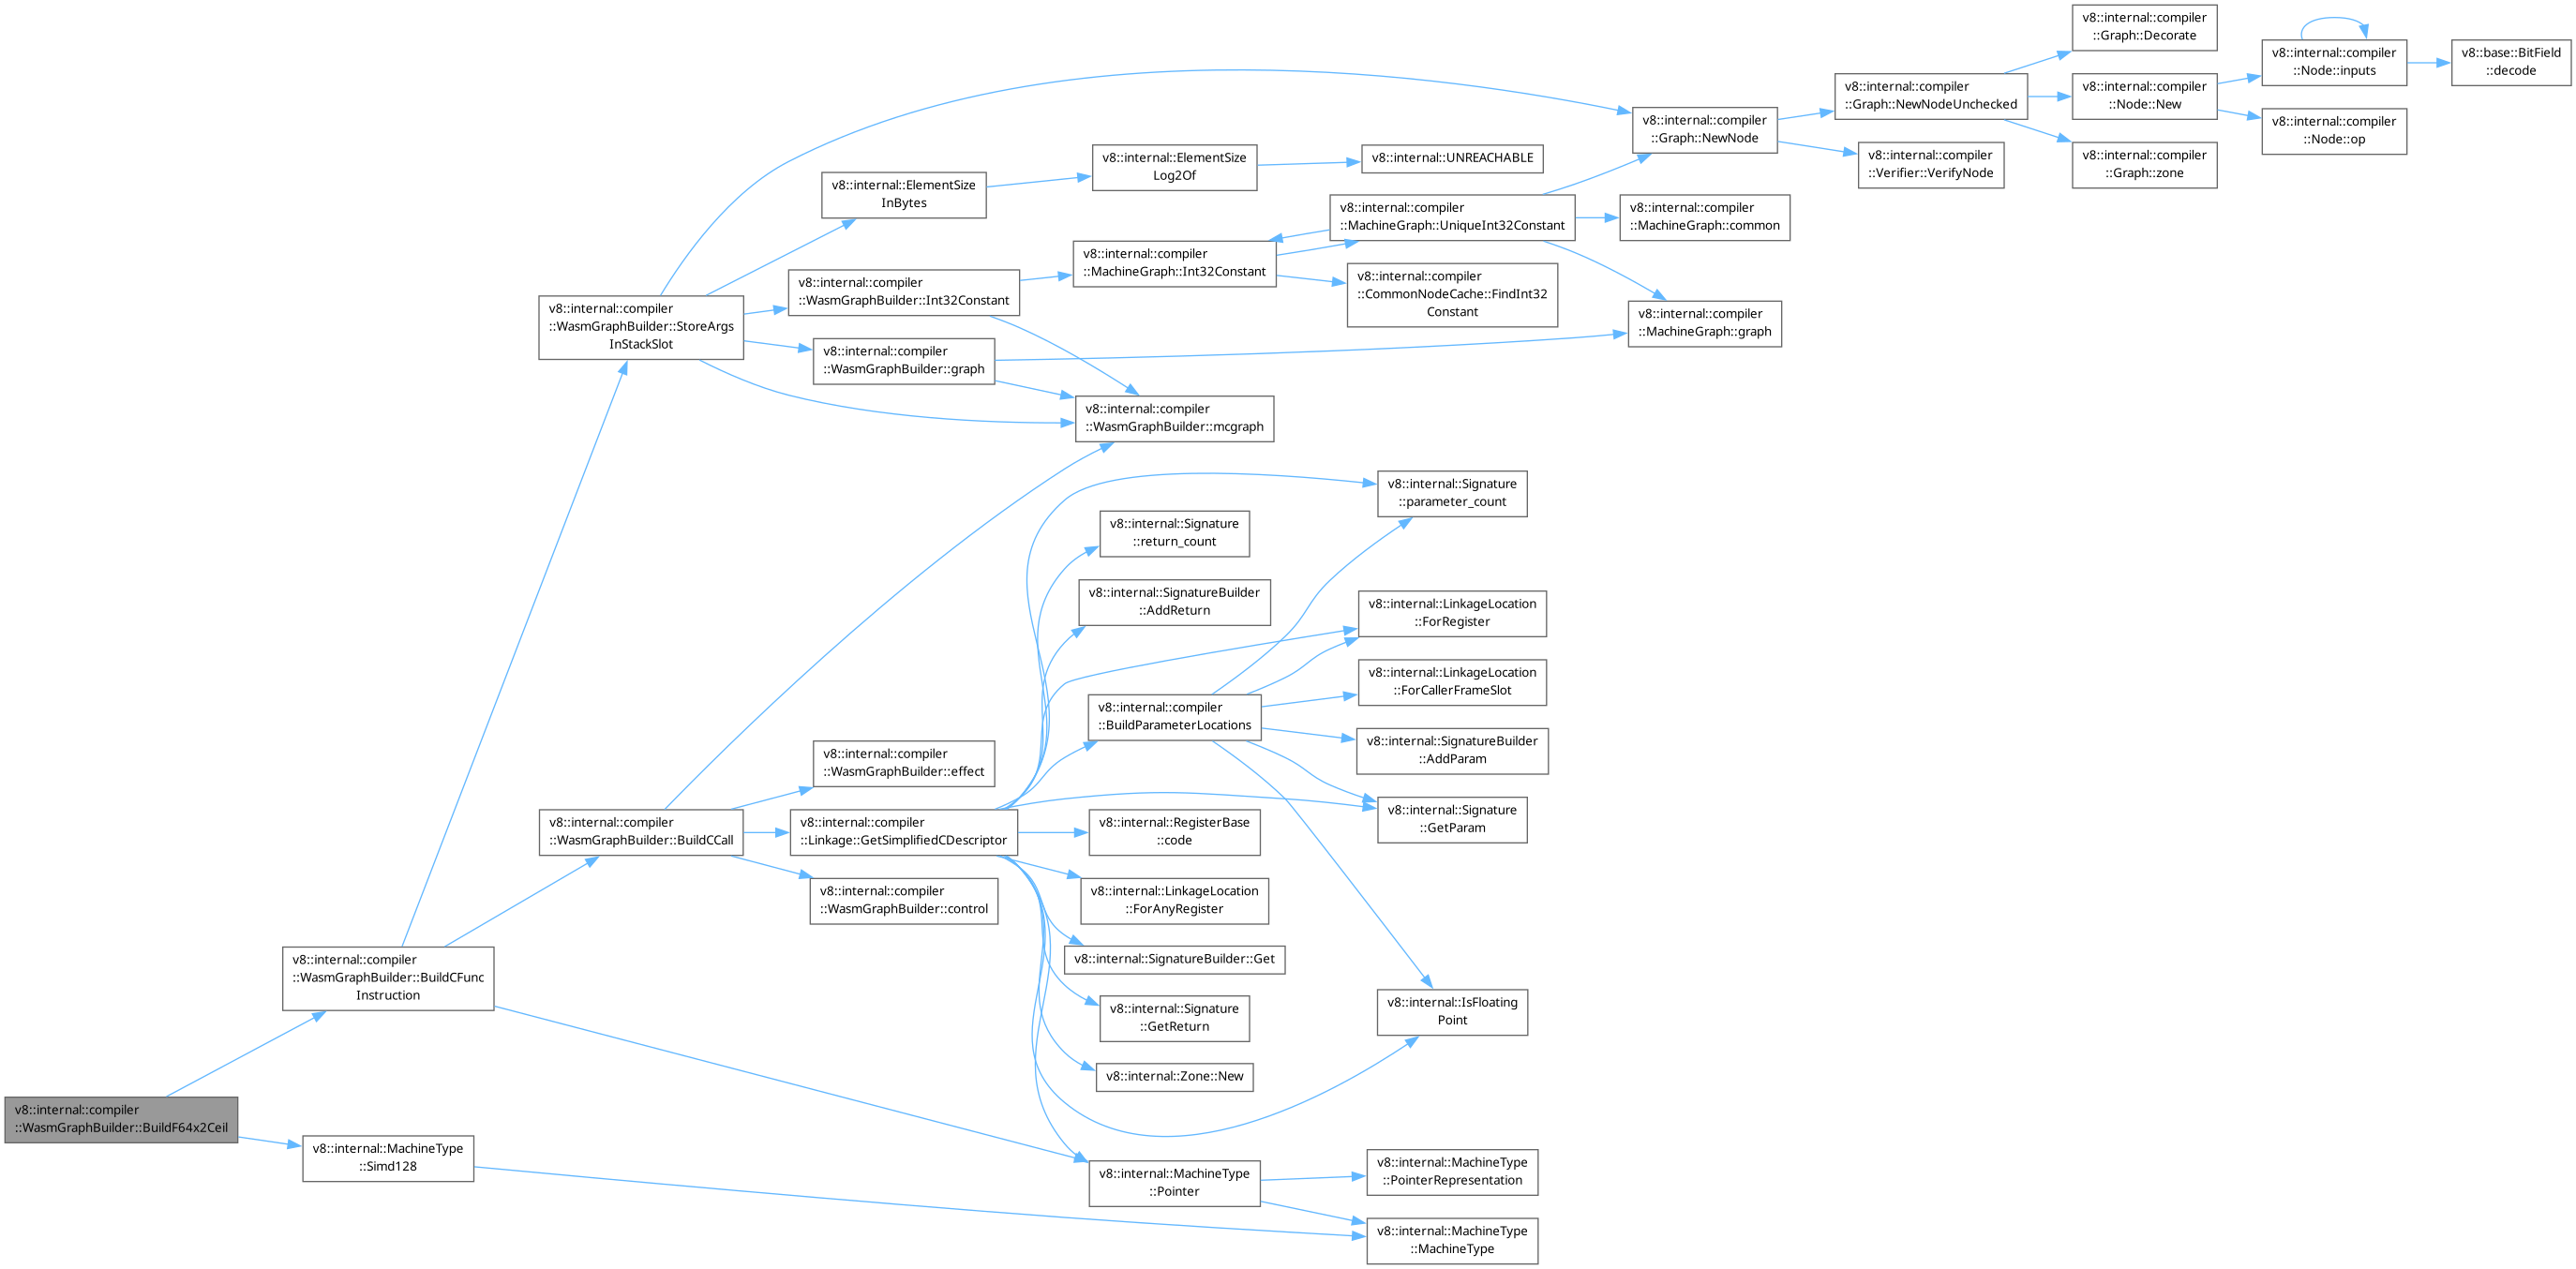 v8::internal::compiler
::WasmGraphBuilder::BuildF64x2Ceil
v8::internal::compiler
::WasmGraphBuilder::BuildCFunc
Instruction
v8::internal::MachineType
::Simd128
v8::internal::compiler
::WasmGraphBuilder::StoreArgs
InStackSlot
v8::internal::compiler
::WasmGraphBuilder::BuildCCall
v8::internal::ElementSize
InBytes
v8::internal::compiler
::WasmGraphBuilder::Int32Constant
v8::internal::compiler
::WasmGraphBuilder::graph
v8::internal::compiler
::WasmGraphBuilder::effect
v8::internal::compiler
::Linkage::GetSimplifiedCDescriptor
v8::internal::compiler
::WasmGraphBuilder::control
v8::internal::ElementSize
Log2Of
v8::internal::compiler
::MachineGraph::Int32Constant
v8::internal::compiler
::WasmGraphBuilder::mcgraph
v8::internal::Signature
::return_count
v8::internal::SignatureBuilder
::AddReturn
v8::internal::compiler
::BuildParameterLocations
v8::internal::RegisterBase
::code
v8::internal::LinkageLocation
::ForAnyRegister
v8::internal::SignatureBuilder::Get
v8::internal::Signature
::GetReturn
v8::internal::Zone::New
v8::internal::MachineType
::Pointer
v8::internal::UNREACHABLE
v8::internal::compiler
::MachineGraph::UniqueInt32Constant
v8::internal::compiler
::CommonNodeCache::FindInt32
Constant
v8::internal::Signature
::parameter_count
v8::internal::LinkageLocation
::ForRegister
v8::internal::LinkageLocation
::ForCallerFrameSlot
v8::internal::SignatureBuilder
::AddParam
v8::internal::Signature
::GetParam
v8::internal::IsFloating
Point
v8::internal::MachineType
::PointerRepresentation
v8::internal::MachineType
::MachineType
v8::internal::compiler
::Graph::NewNode
v8::internal::compiler
::MachineGraph::common
v8::internal::compiler
::MachineGraph::graph
v8::internal::compiler
::Graph::NewNodeUnchecked
v8::internal::compiler
::Verifier::VerifyNode
v8::internal::compiler
::Graph::Decorate
v8::internal::compiler
::Node::New
v8::internal::compiler
::Graph::zone
v8::internal::compiler
::Node::inputs
v8::internal::compiler
::Node::op
v8::base::BitField
::decode